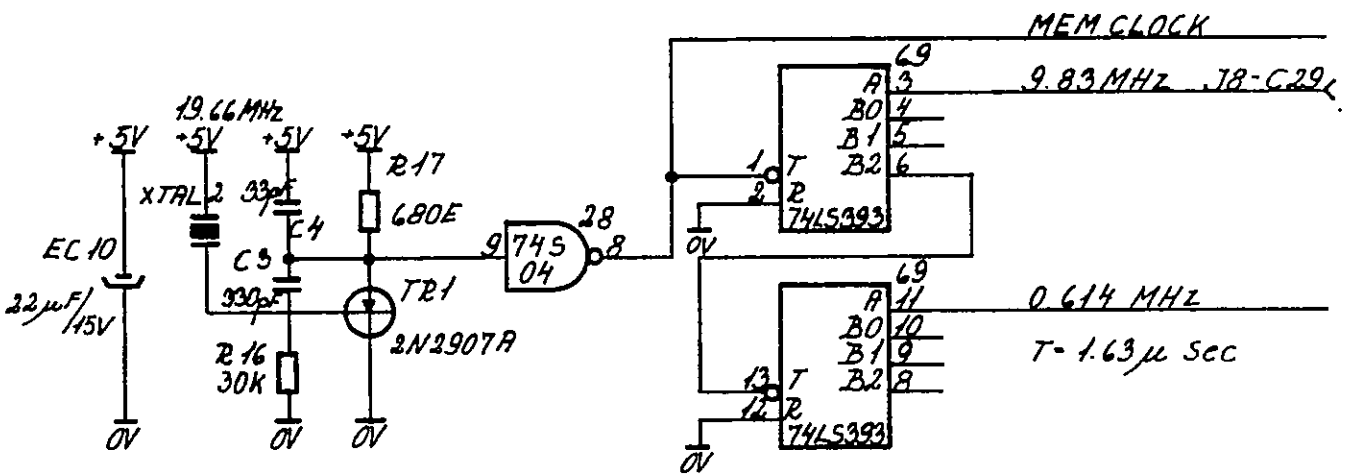 MEM CLOCK
69
A 3 9.83 MHz J8-C29
B0 4
B1 5
B2 6
1 T
2 R
74LS393
0V
19.66 MHz
+5V +5V +5V +5V
XTAL 2
33pF
C4
R17
680E
EC10
22µF/15V
C3
330pF
TR1
2N2907A
R16
30K
0V 0V 0V
28
9 74S 8
04
69
A 11 0.614 MHz
B0 10
B1 9
B2 8
T = 1.63 µ Sec
13 T
12 R
74LS393
0V